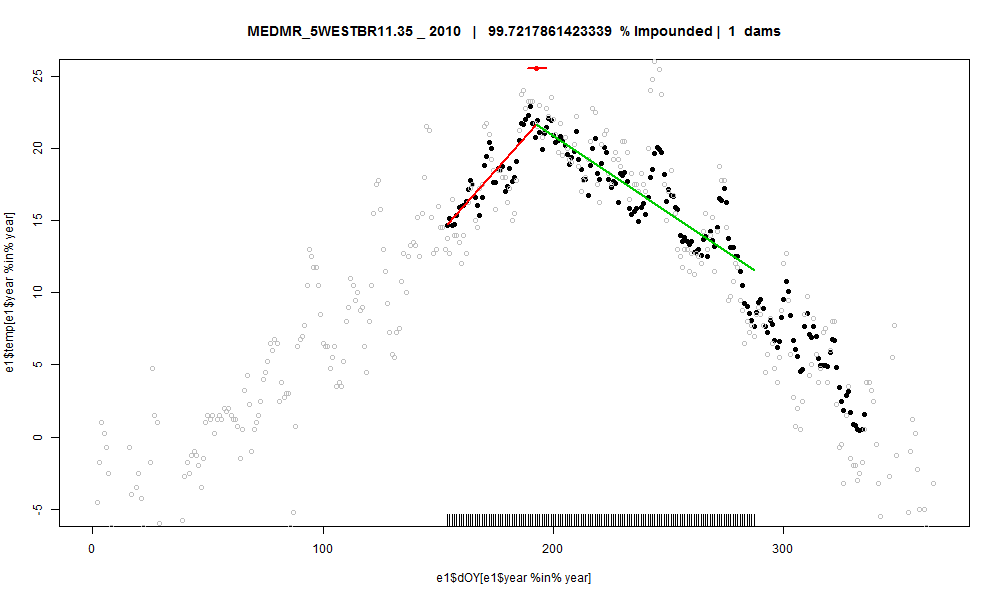 MEDMR_5WESTBR11.35 _ 2010 | 99.7217861423339 % Impounded | 1 dams
e1$temp[e1$year %in% year]
25
20
15
10
5
0
-5
0 100 200 300
e1$dOY[e1$year %in% year]